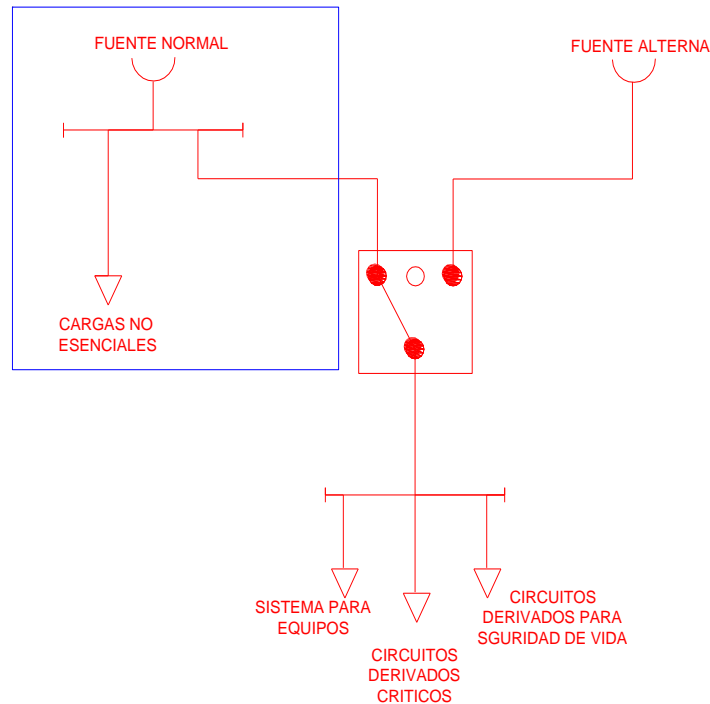 FUENTE NORMAL
FUENTE ALTERNA
CARGAS NO
ESENCIALES
SISTEMA PARA
EQUIPOS
CIRCUITOS
DERIVADOS
CRITICOS
CIRCUITOS
DERIVADOS PARA
SGURIDAD DE VIDA